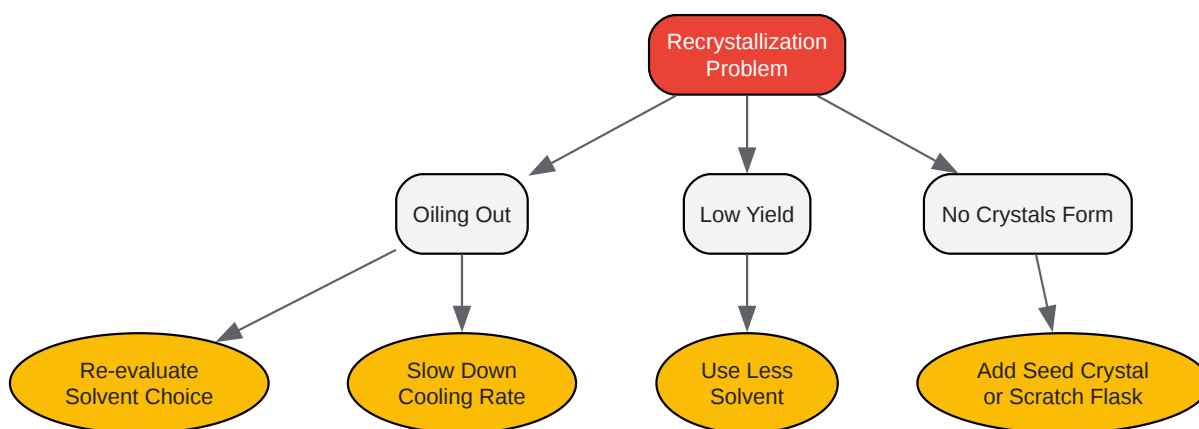 Recrystallization
Problem
Oiling Out
Low Yield
No Crystals Form
Re-evaluate
Solvent Choice
Slow Down
Cooling Rate
Use Less
Solvent
Add Seed Crystal
or Scratch Flask